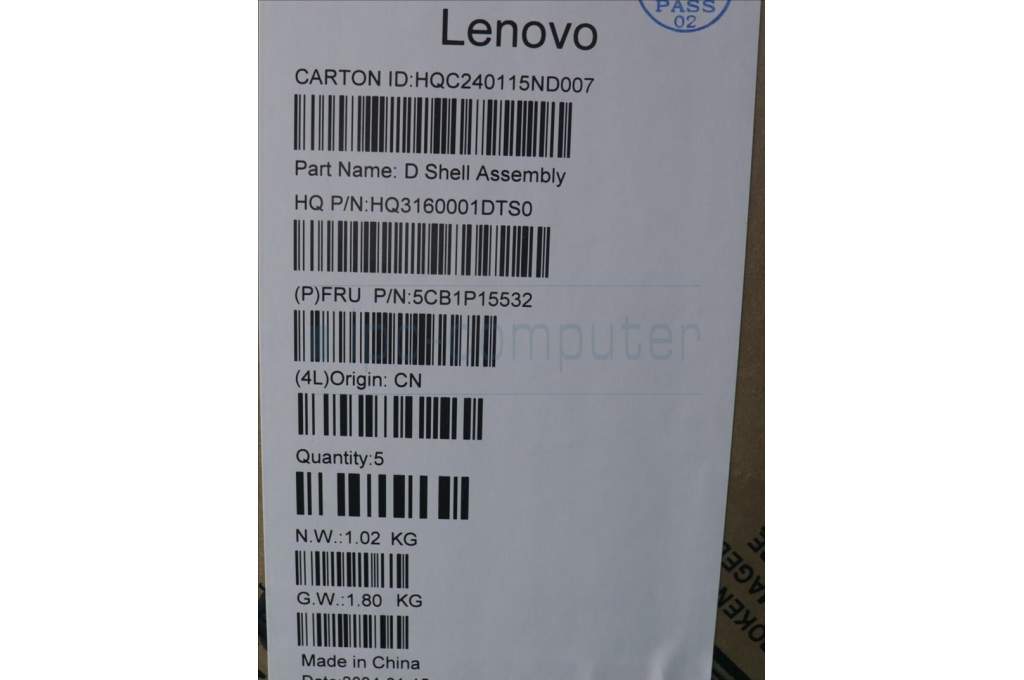 PASS
02
Lenovo
CARTON ID:HQC240115ND007
Part Name: D Shell Assembly
HQ P/N:HQ3160001DTS0
(P)FRU P/N:5CB1P15532
computer
(4L)Origin: CN
Quantity:5
N.W.:1.02 KG
G.W.:1.80 KG
Made in China